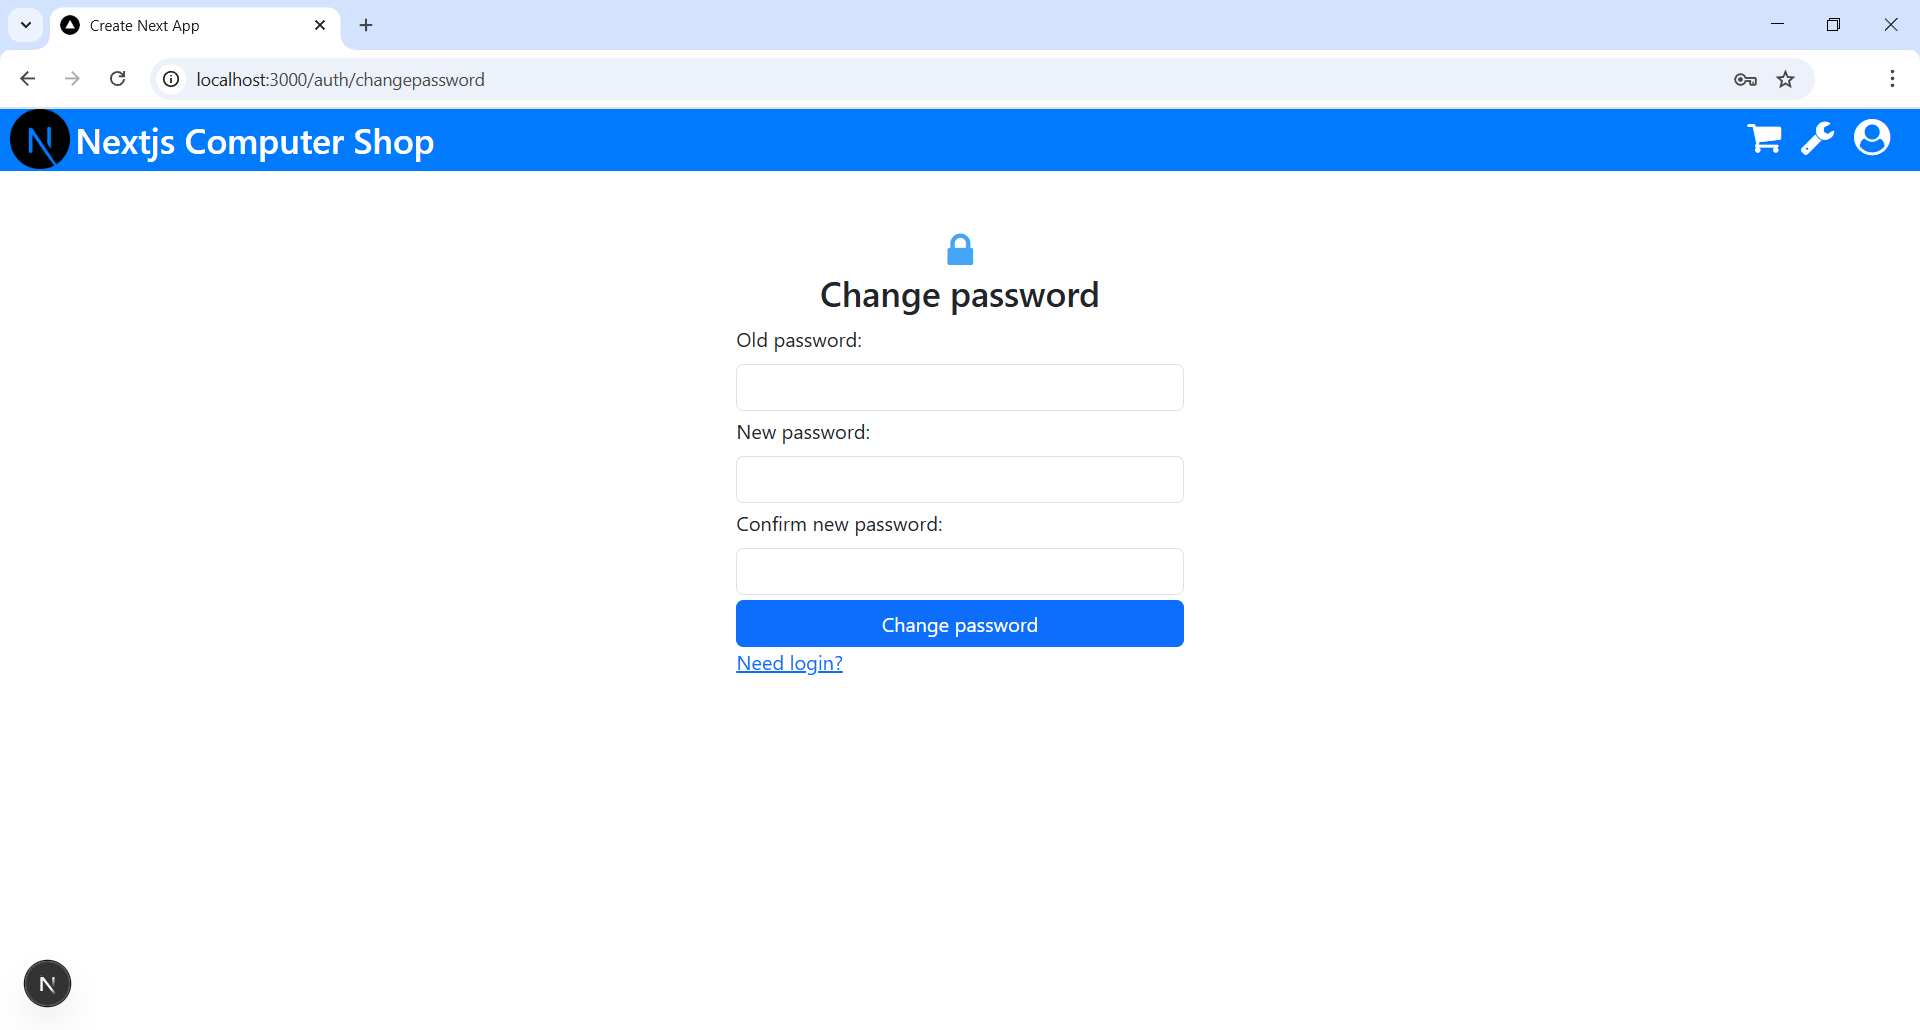 Create Next App
localhost:3000/auth/changepassword
N Nextjs Computer Shop
Change password
Old password:
New password:
Confirm new password:
Change password
Need login?
N